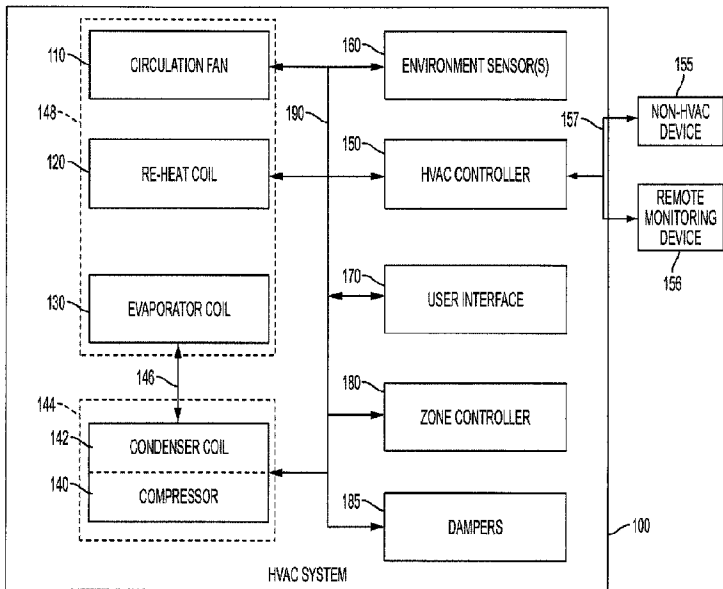 110
CIRCULATION FAN
148
120
RE-HEAT COIL
130
EVAPORATOR COIL
146
144
142
CONDENSER COIL
140
COMPRESSOR
160
ENVIRONMENT SENSOR(S)
190
150
HVAC CONTROLLER
170
USER INTERFACE
180
ZONE CONTROLLER
185
DAMPERS
157
155
NON-HVAC
DEVICE
REMOTE
MONITORING
DEVICE
156
100
HVAC SYSTEM